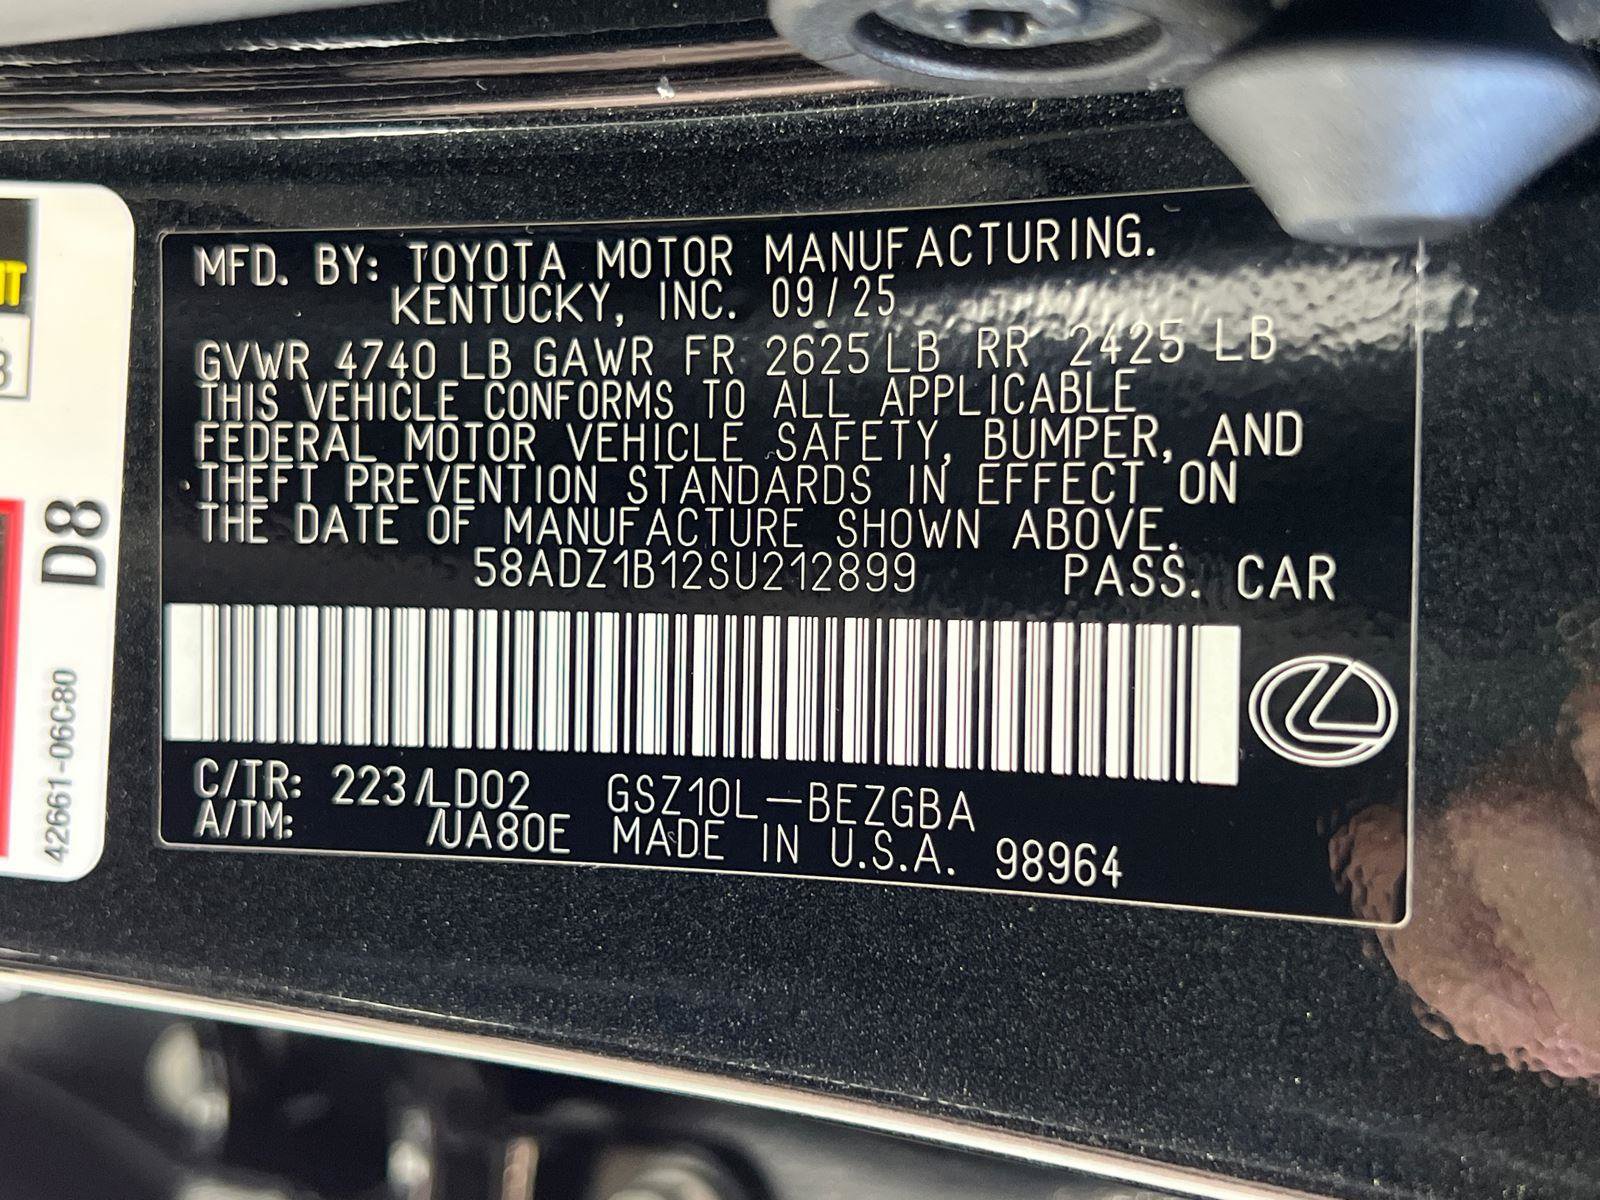 MFD. BY: TOYOTA MOTOR MANUFACTURING.
KENTUCKY, INC. 09/25
GVWR 4740 LB GAWR FR 2625 LB RR 2425 LB
THIS VEHICLE CONFORMS TO ALL APPLICABLE
FEDERAL MOTOR VEHICLE SAFETY, BUMPER, AND
THEFT PREVENTION STANDARDS IN EFFECT ON
THE DATE OF MANUFACTURE SHOWN ABOVE.
58ADZ1B12SU212899 PASS. CAR
C/TR: 223/LD02 GSZ10L-BEZGBA
A/TM: /UA80E MADE IN U.S.A. 98964
D8
42661-06C80